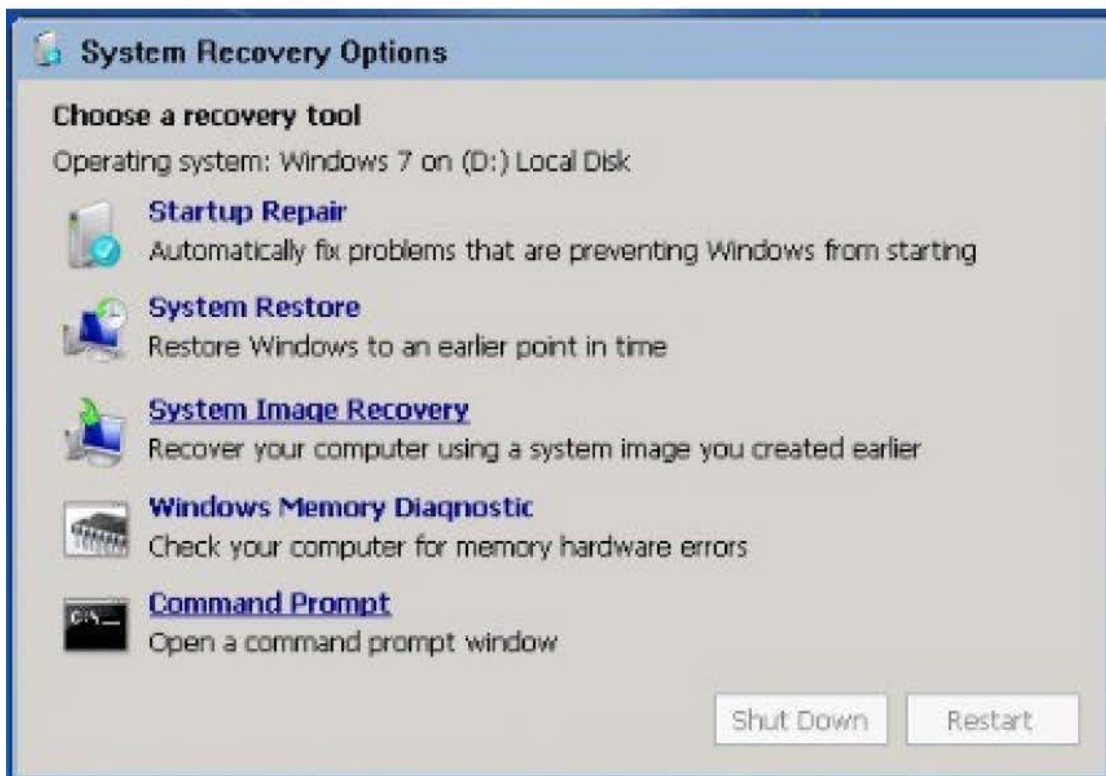 System Recovery Options
Choose a recovery tool
Operating system: Windows 7 on (D:) Local Disk
Startup Repair
Automatically fix problems that are preventing Windows from starting
System Restore
Restore Windows to an earlier point in time
System Image Recovery
Recover your computer using a system image you created earlier
Windows Memory Diagnostic
Check your computer for memory hardware errors
C:\_
Command Prompt
Open a command prompt window
Shut Down
Restart